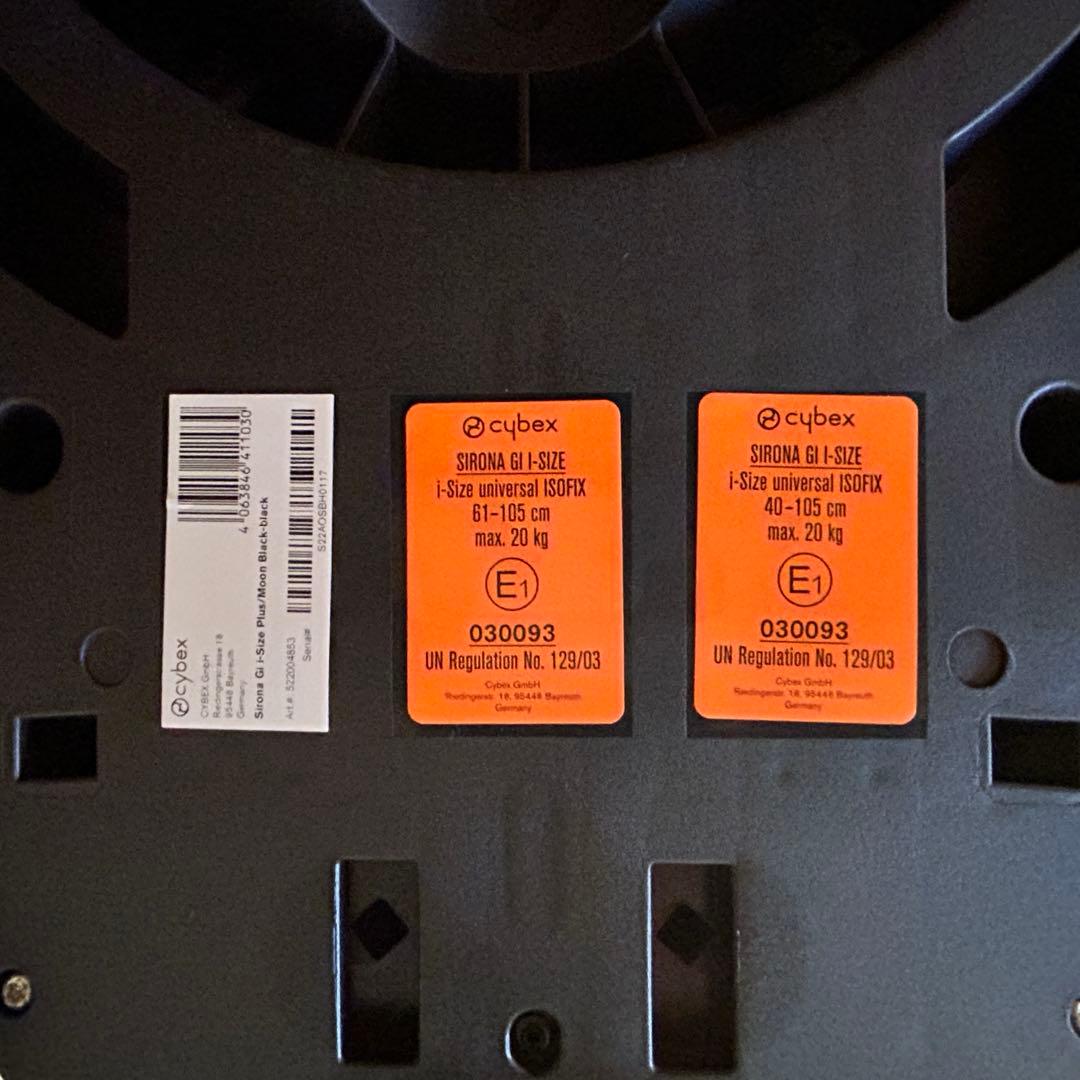 4 063846 411030
S22AOSBH0117
cybex
CYBEX GmbH
Riedingerstrasse 18
95448 Bayreuth
Germany
Sirona Gi i-Size Plus/Moon Black-black
Art.#: 522004853
Serial#
cybex
SIRONA GI I-SIZE
i-Size universal ISOFIX
61-105 cm
max. 20 kg
E1
030093
UN Regulation No. 129/03
Cybex GmbH
Riedingerstr. 18, 95448 Bayreuth
Germany
cybex
SIRONA GI I-SIZE
i-Size universal ISOFIX
40-105 cm
max. 20 kg
E1
030093
UN Regulation No. 129/03
Cybex GmbH
Riedingerstr. 18, 95448 Bayreuth
Germany